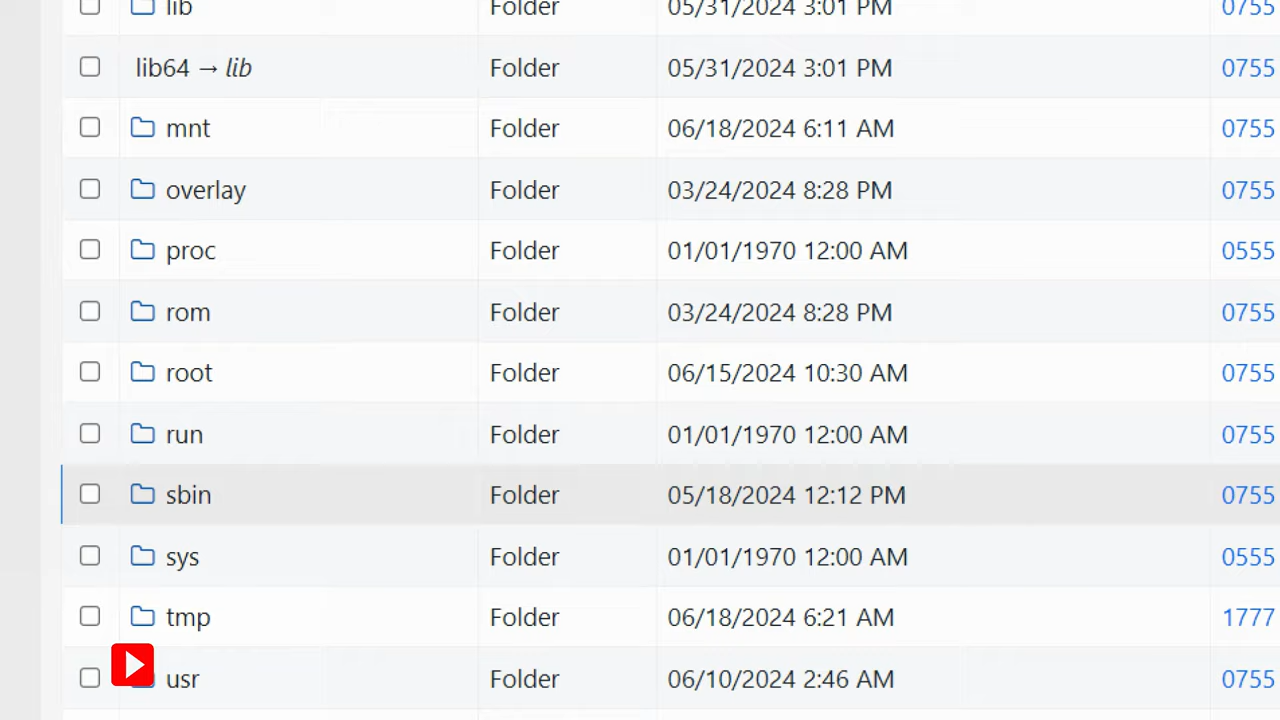 lib Folder 05/31/2024 3:01 PM 0755
lib64 → lib Folder 05/31/2024 3:01 PM 0755
mnt Folder 06/18/2024 6:11 AM 0755
overlay Folder 03/24/2024 8:28 PM 0755
proc Folder 01/01/1970 12:00 AM 0555
rom Folder 03/24/2024 8:28 PM 0755
root Folder 06/15/2024 10:30 AM 0755
run Folder 01/01/1970 12:00 AM 0755
sbin Folder 05/18/2024 12:12 PM 0755
sys Folder 01/01/1970 12:00 AM 0555
tmp Folder 06/18/2024 6:21 AM 1777
usr Folder 06/10/2024 2:46 AM 0755